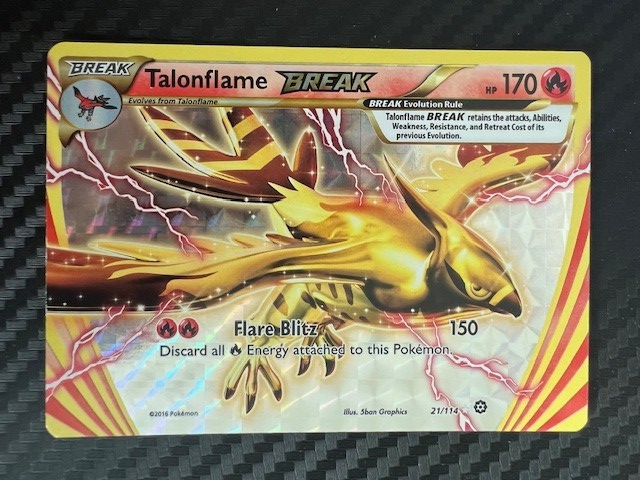 BREAK Talonflame BREAK HP 170
Evolves from Talonflame
BREAK Evolution Rule
Talonflame BREAK retains the attacks, Abilities,
Weakness, Resistance, and Retreat Cost of its
previous Evolution.
Flare Blitz 150
Discard all Energy attached to this Pokémon.
©2016 Pokémon Illus. 5ban Graphics 21/114